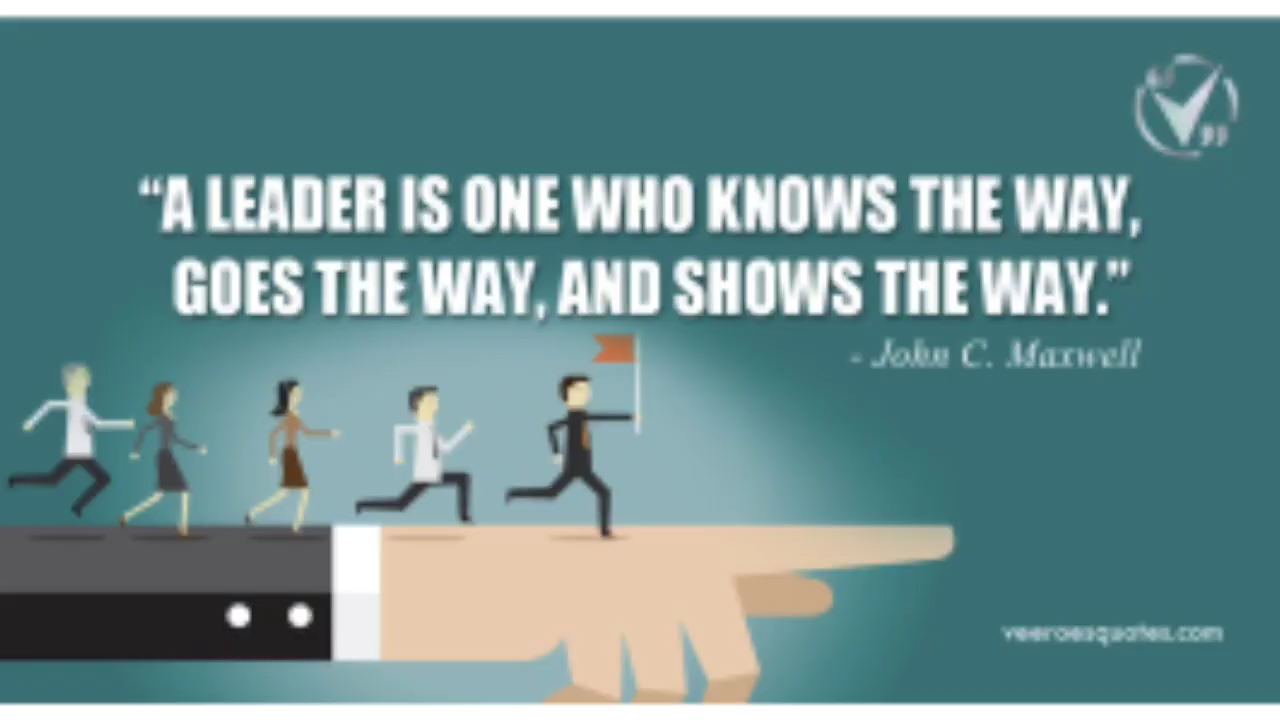 “A LEADER IS ONE WHO KNOWS THE WAY,
GOES THE WAY, AND SHOWS THE WAY.”
- John C. Maxwell
veeroesquotes.com